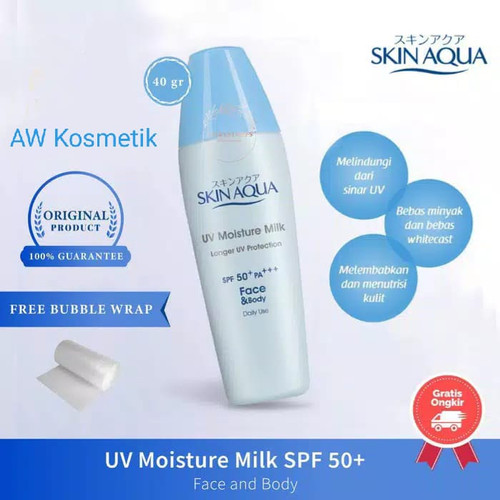 スキンアクア
SKIN AQUA
40 gr
AW Kosmetik
ORIGINAL
PRODUCT
100% GUARANTEE
FREE BUBBLE WRAP
スキンアクア
SKIN AQUA
UV Moisture Milk
Longer UV Protection
SPF 50+ PA+++
Face
&Body
Daily Use
Melindungi
dari
sinar UV
Bebas minyak
dan bebas
whitecast
Melembabkan
dan menutrisi
kulit
Gratis
Ongkir
UV Moisture Milk SPF 50+
Face and Body